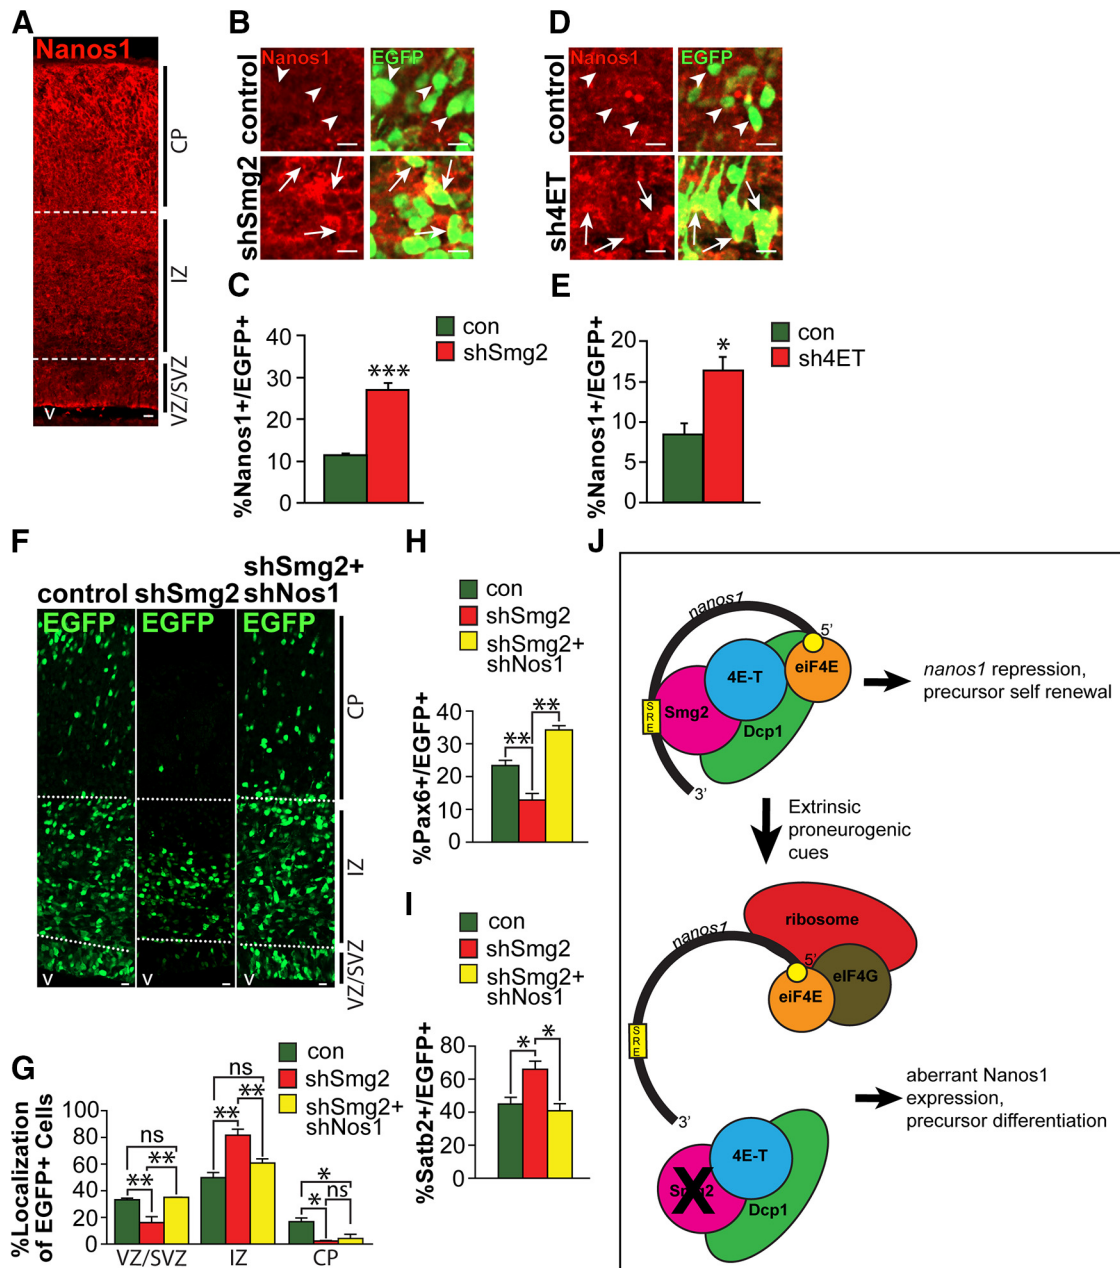 A
Nanos1
CP
IZ
VZ/SVZ
V
B
control
Nanos1
EGFP
shSmg2
D
control
Nanos1
EGFP
sh4ET
C
%Nanos1+/EGFP+
40
30
20
10
0
***
con
shSmg2
E
%Nanos1+/EGFP+
20
15
10
5
0
*
con
sh4ET
F
control
shSmg2
shSmg2+
shNos1
EGFP
EGFP
EGFP
CP
IZ
VZ/SVZ
V
V
V
G
con
shSmg2
shSmg2+
shNos1
%Localization
of EGFP+ Cells
100
80
60
40
20
0
ns
**
**
ns
**
**
*
*
ns
VZ/SVZ
IZ
CP
H
con
shSmg2
shSmg2+
shNos1
%Pax6+/EGFP+
40
30
20
10
0
**
**
I
con
shSmg2
shSmg2+
shNos1
%Satb2+/EGFP+
80
60
40
20
0
*
*
J
nanos1
5'
eiF4E
4E-T
Smg2
Dcp1
SRE
3'
nanos1 repression,
precursor self renewal
Extrinsic
proneurogenic
cues
ribosome
nanos1
5'
eIF4G
eiF4E
SRE
3'
4E-T
Smg2
X
Dcp1
aberrant Nanos1
expression,
precursor differentiation